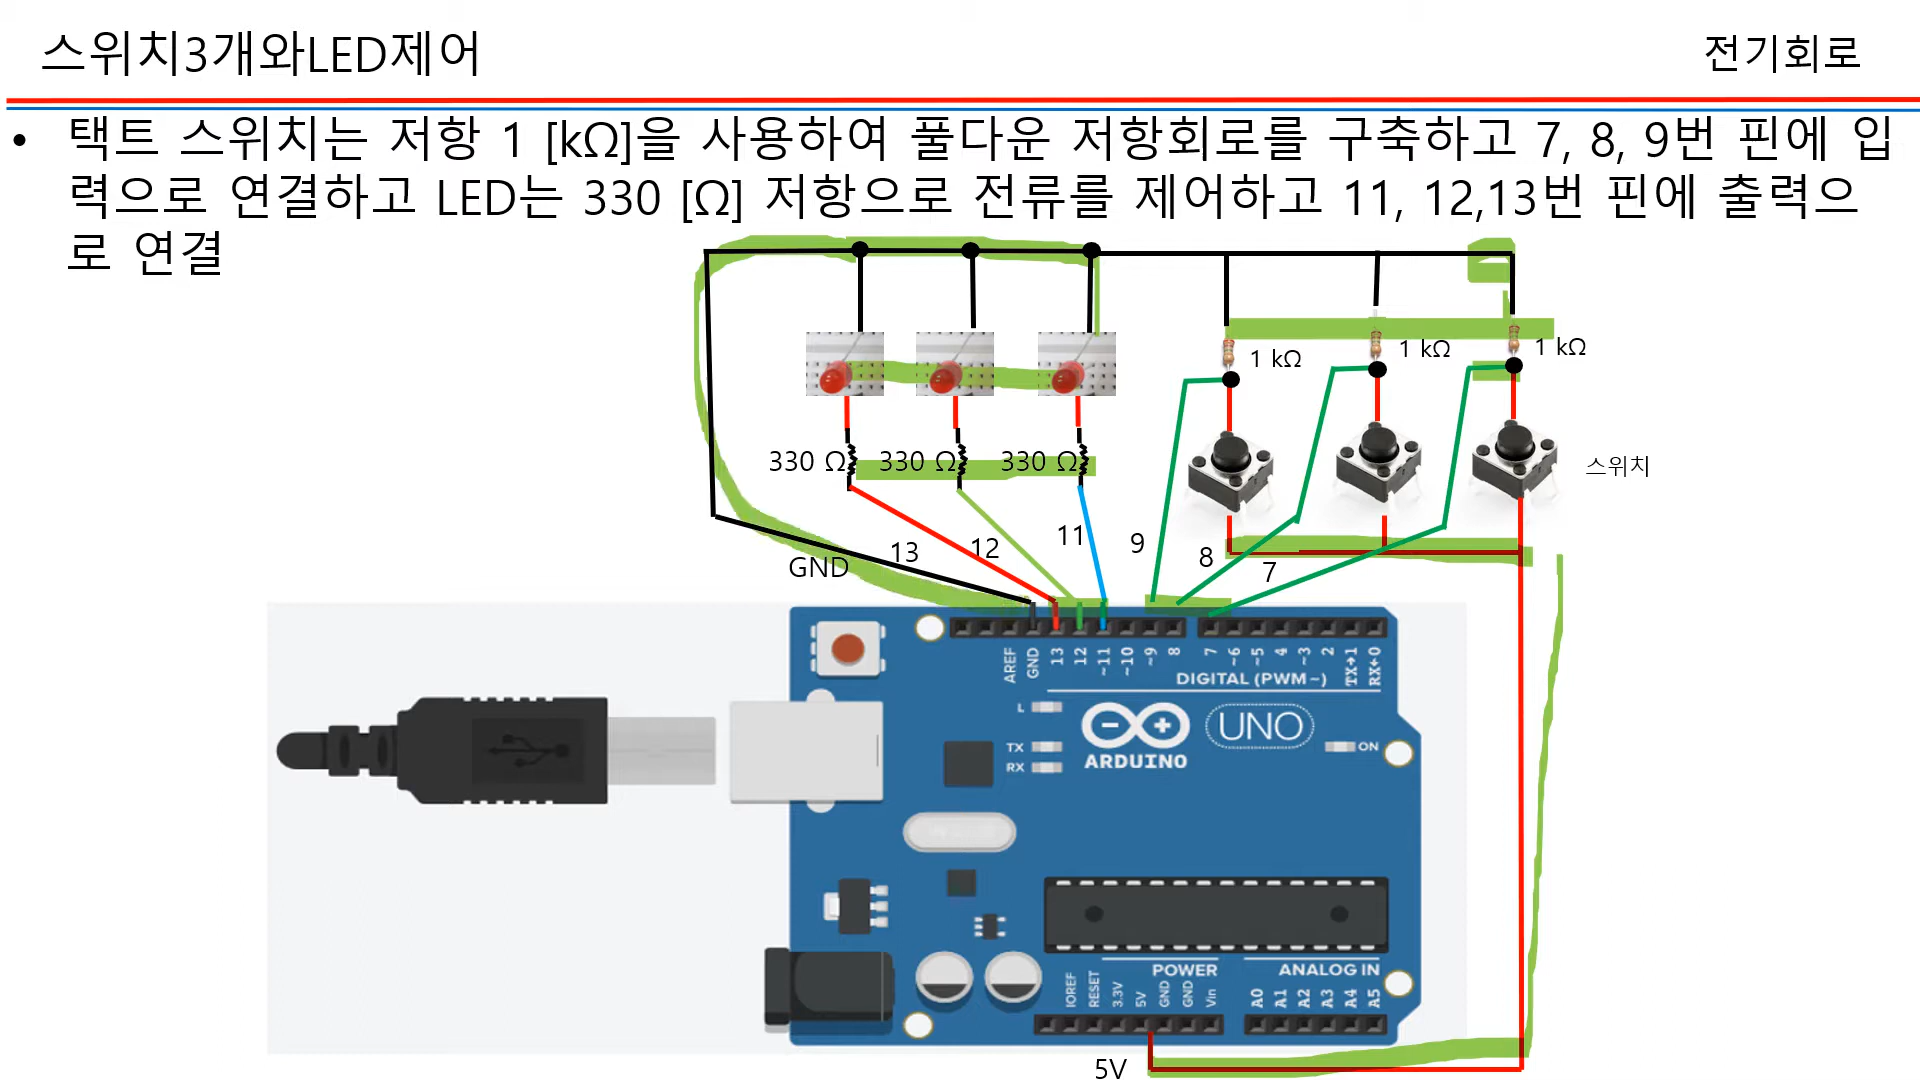 스위치3개와LED제어
전기회로
• 택트 스위치는 저항 1 [kΩ]을 사용하여 풀다운 저항회로를 구축하고 7, 8, 9번 핀에 입
력으로 연결하고 LED는 330 [Ω] 저항으로 전류를 제어하고 11, 12,13번 핀에 출력으
로 연결
1 kΩ
1 kΩ
1 kΩ
330 Ω
330 Ω
330 Ω
스위치
GND
13
12
11
9
8
7
AREF
GND
13
12
~11
~10
~9
8
7
~6
~5
4
~3
2
TX→1
RX←0
DIGITAL (PWM~)
L
TX
RX
UNO
ARDUINO
ON
POWER
ANALOG IN
IOREF
RESET
3.3V
5V
GND
GND
Vin
A0
A1
A2
A3
A4
A5
5V